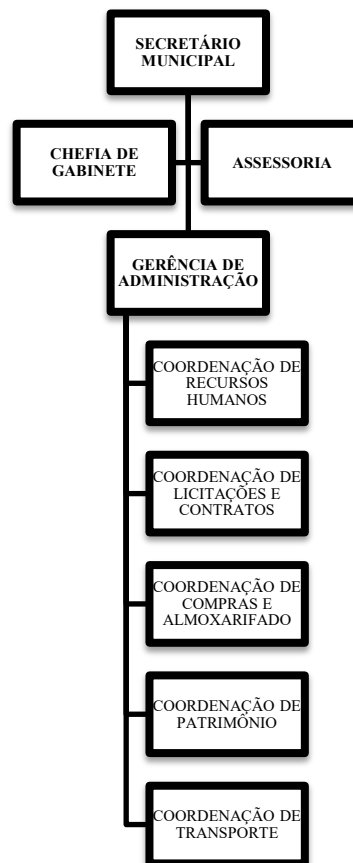 SECRETÁRIO
MUNICIPAL
CHEFIA DE
GABINETE
ASSESSORIA
GERÊNCIA DE
ADMINISTRAÇÃO
COORDENAÇÃO DE
RECURSOS
HUMANOS
COORDENAÇÃO DE
LICITAÇÕES E
CONTRATOS
COORDENAÇÃO DE
COMPRAS E
ALMOXARIFADO
COORDENAÇÃO DE
PATRIMÔNIO
COORDENAÇÃO DE
TRANSPORTE